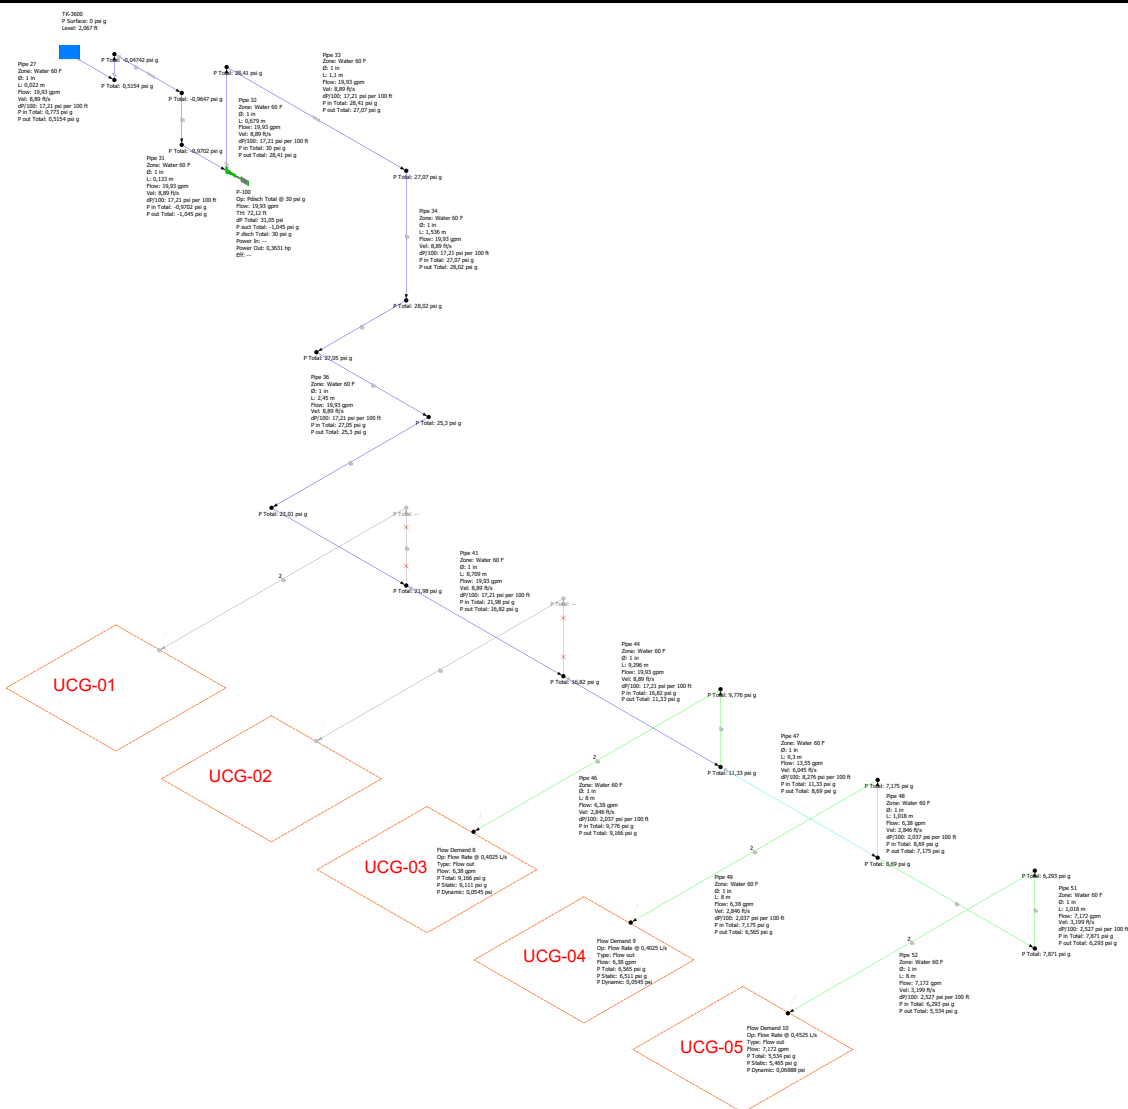 TK-3600
P Surface: 0 psi g
Level: 2,067 ft
Pipe 27
Zone: Water 60 F
Ø: 1 in
L: 0,022 m
Flow: 19,93 gpm
Vel: 8,89 ft/s
dP/100: 17,21 psi per 100 ft
P in Total: 0,773 psi g
P out Total: 0,5154 psi g
P Total: -0,04742 psi g
P Total: 0,5154 psi g
P Total: -0,9647 psi g
P Total: -0,9702 psi g
Pipe 31
Zone: Water 60 F
Ø: 1 in
L: 0,133 m
Flow: 19,93 gpm
Vel: 8,89 ft/s
dP/100: 17,21 psi per 100 ft
P in Total: -0,9702 psi g
P out Total: -1,045 psi g
P Total: 28,41 psi g
Pipe 32
Zone: Water 60 F
Ø: 1 in
L: 0,679 m
Flow: 19,93 gpm
Vel: 8,89 ft/s
dP/100: 17,21 psi per 100 ft
P in Total: 30 psi g
P out Total: 28,41 psi g
P-100
Op: Pdisch Total @ 30 psi g
Flow: 19,93 gpm
TH: 72,12 ft
dP Total: 31,05 psi
P suct Total: -1,045 psi g
P disch Total: 30 psi g
Power In: --
Power Out: 0,3631 hp
Eff: --
Pipe 33
Zone: Water 60 F
Ø: 1 in
L: 1,1 m
Flow: 19,93 gpm
Vel: 8,89 ft/s
dP/100: 17,21 psi per 100 ft
P in Total: 28,41 psi g
P out Total: 27,07 psi g
P Total: 27,07 psi g
Pipe 34
Zone: Water 60 F
Ø: 1 in
L: 1,536 m
Flow: 19,93 gpm
Vel: 8,89 ft/s
dP/100: 17,21 psi per 100 ft
P in Total: 27,07 psi g
P out Total: 28,02 psi g
P Total: 28,02 psi g
P Total: 27,05 psi g
Pipe 36
Zone: Water 60 F
Ø: 1 in
L: 2,45 m
Flow: 19,93 gpm
Vel: 8,89 ft/s
dP/100: 17,21 psi per 100 ft
P in Total: 27,05 psi g
P out Total: 25,3 psi g
P Total: 25,3 psi g
P Total: 23,01 psi g
P Total: --
2
P Total: 21,98 psi g
Pipe 41
Zone: Water 60 F
Ø: 1 in
L: 8,709 m
Flow: 19,93 gpm
Vel: 8,89 ft/s
dP/100: 17,21 psi per 100 ft
P in Total: 21,98 psi g
P out Total: 16,82 psi g
P Total: --
UCG-01
P Total: 16,82 psi g
Pipe 44
Zone: Water 60 F
Ø: 1 in
L: 9,296 m
Flow: 19,93 gpm
Vel: 8,89 ft/s
dP/100: 17,21 psi per 100 ft
P in Total: 16,82 psi g
P out Total: 11,33 psi g
P Total: 9,776 psi g
UCG-02
2
P Total: 11,33 psi g
Pipe 46
Zone: Water 60 F
Ø: 1 in
L: 8 m
Flow: 6,38 gpm
Vel: 2,846 ft/s
dP/100: 2,037 psi per 100 ft
P in Total: 9,776 psi g
P out Total: 9,166 psi g
Pipe 47
Zone: Water 60 F
Ø: 1 in
L: 9,3 m
Flow: 13,55 gpm
Vel: 6,045 ft/s
dP/100: 8,276 psi per 100 ft
P in Total: 11,33 psi g
P out Total: 8,69 psi g
P Total: 7,175 psi g
Pipe 48
Zone: Water 60 F
Ø: 1 in
L: 1,018 m
Flow: 6,38 gpm
Vel: 2,846 ft/s
dP/100: 2,037 psi per 100 ft
P in Total: 8,69 psi g
P out Total: 7,175 psi g
P Total: 8,69 psi g
UCG-03
Flow Demand 8
Op: Flow Rate @ 0,4025 L/s
Type: Flow out
Flow: 6,38 gpm
P Total: 9,166 psi g
P Static: 9,111 psi g
P Dynamic: 0,0545 psi
2
Pipe 49
Zone: Water 60 F
Ø: 1 in
L: 8 m
Flow: 6,38 gpm
Vel: 2,846 ft/s
dP/100: 2,037 psi per 100 ft
P in Total: 7,175 psi g
P out Total: 6,565 psi g
P Total: 6,293 psi g
Pipe 51
Zone: Water 60 F
Ø: 1 in
L: 1,018 m
Flow: 7,172 gpm
Vel: 3,199 ft/s
dP/100: 2,527 psi per 100 ft
P in Total: 7,871 psi g
P out Total: 6,293 psi g
P Total: 7,871 psi g
UCG-04
Flow Demand 9
Op: Flow Rate @ 0,4025 L/s
Type: Flow out
Flow: 6,38 gpm
P Total: 6,565 psi g
P Static: 6,511 psi g
P Dynamic: 0,0545 psi
2
Pipe 52
Zone: Water 60 F
Ø: 1 in
L: 8 m
Flow: 7,172 gpm
Vel: 3,199 ft/s
dP/100: 2,527 psi per 100 ft
P in Total: 6,293 psi g
P out Total: 5,534 psi g
UCG-05
Flow Demand 10
Op: Flow Rate @ 0,4525 L/s
Type: Flow out
Flow: 7,172 gpm
P Total: 5,534 psi g
P Static: 5,465 psi g
P Dynamic: 0,06888 psi